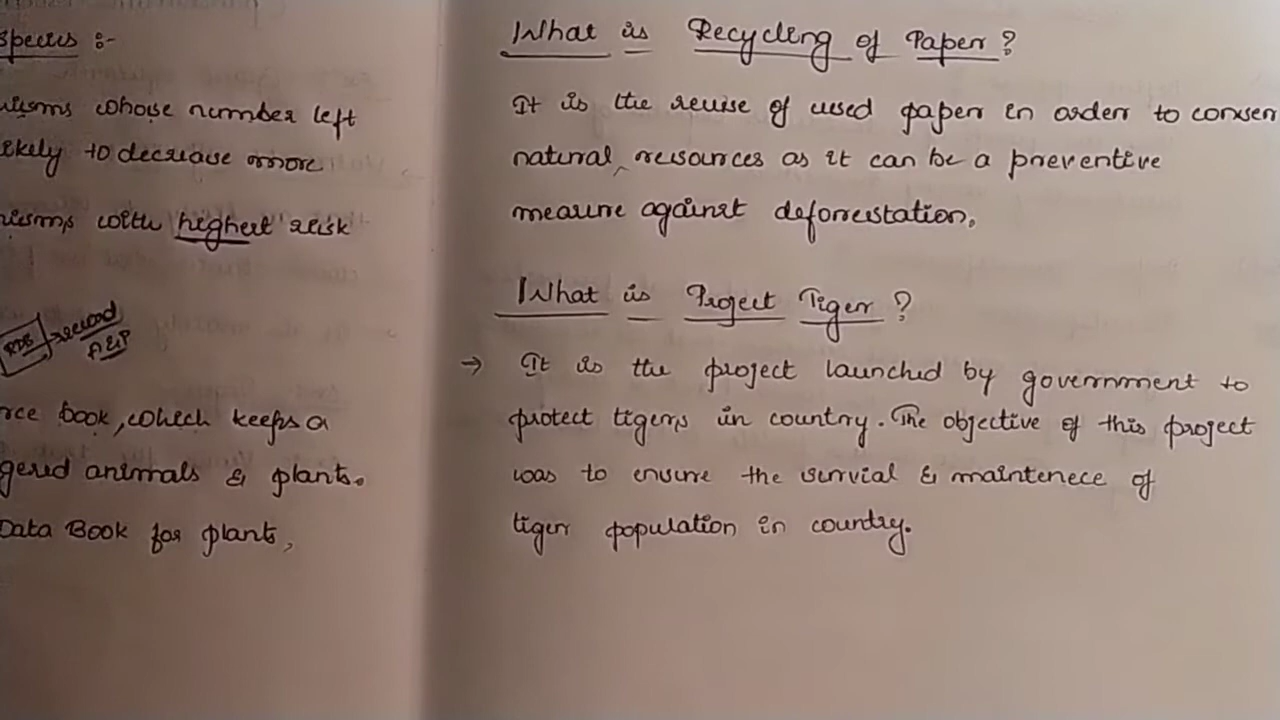 Species :-
whose number left
likely to decrease more
with highest risk
RDB record
A & P
book, which keeps a
animals & plants.
Data Book for plants,
What is Recycling of Paper?
It is the reuse of used paper in order to conser
natural resources as it can be a preventive
measure against deforestation.
What is Project Tiger?
→ It is the project launched by government to
protect tigers in country. The objective of this project
was to ensure the survial & maintenece of
tiger population in country.